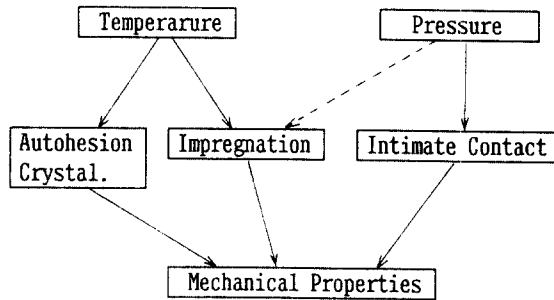 Temperarure
Pressure
Autohesion
Crystal.
Impregnation
Intimate Contact
Mechanical Properties